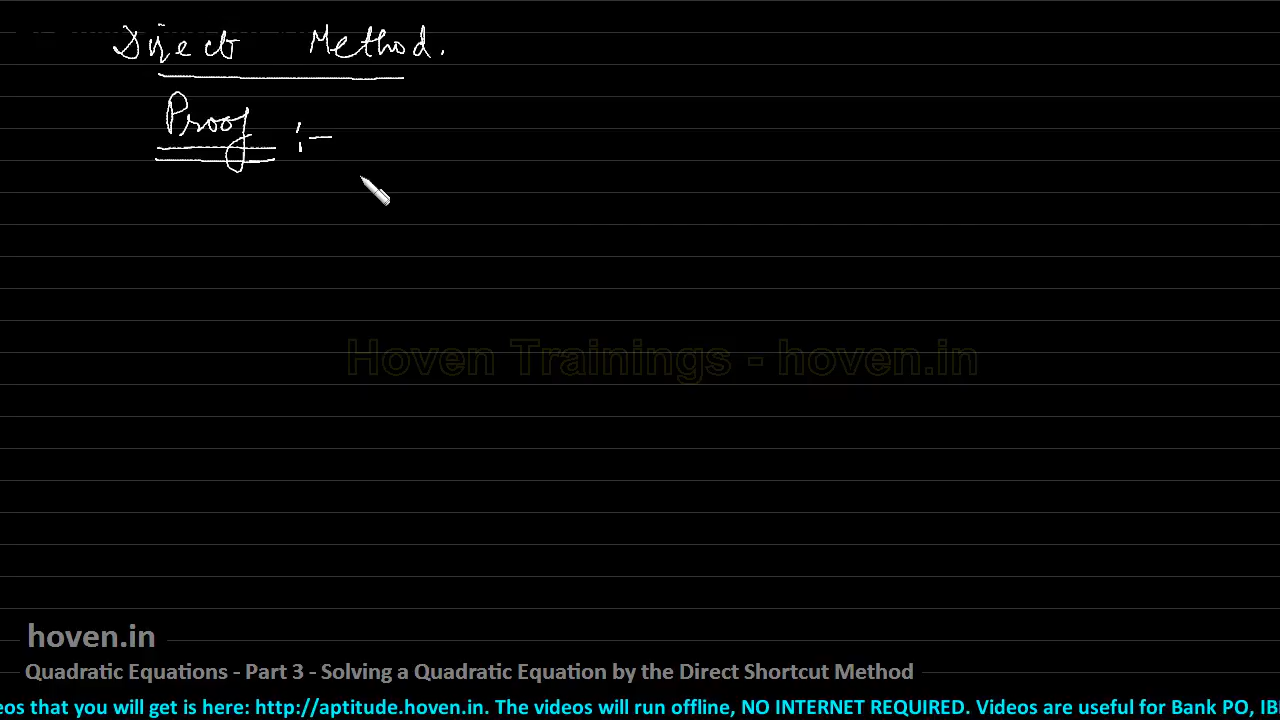 Direct Method.
Proof :-
Hoven Trainings - hoven.in
hoven.in
Quadratic Equations - Part 3 - Solving a Quadratic Equation by the Direct Shortcut Method
eos that you will get is here: http://aptitude.hoven.in. The videos will run offline, NO INTERNET REQUIRED. Videos are useful for Bank PO, IB